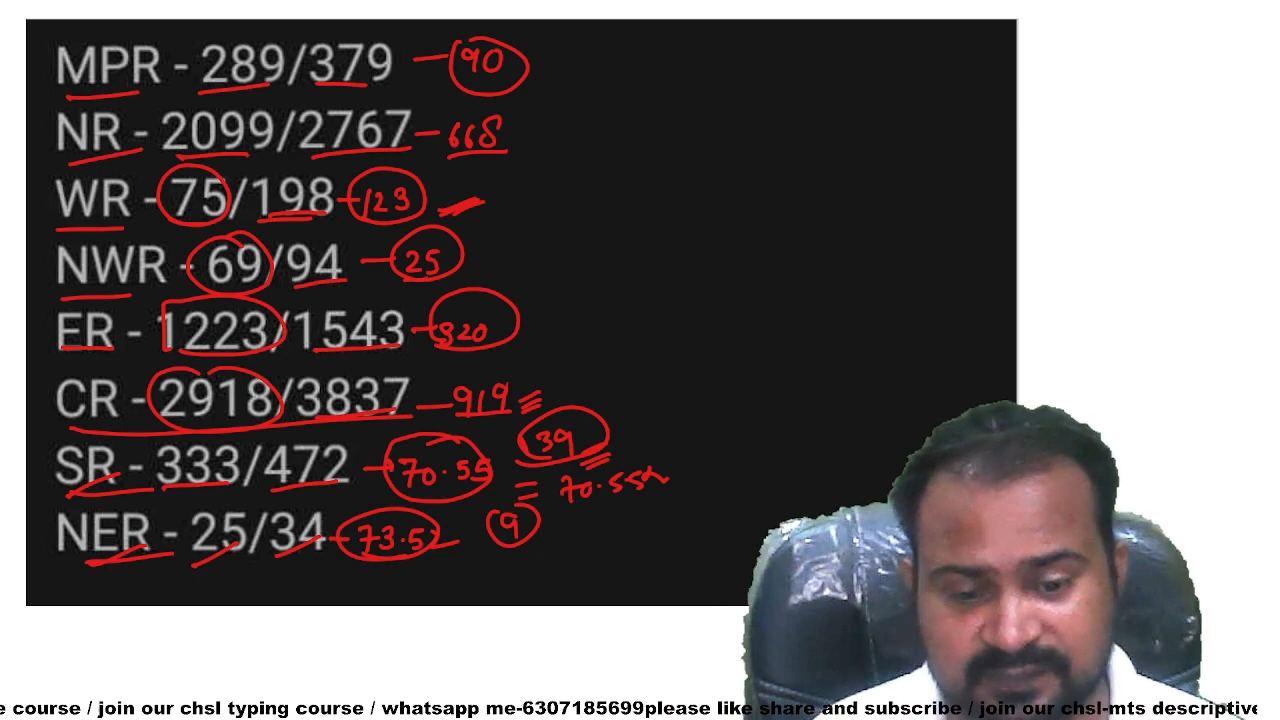 MPR - 289/379 - 90
NR - 2099/2767 - 668
WR - 75/198 - 123
NWR - 69/94 - 25
ER - 1223/1543 - 320
CR - 2918/3837 - 919 =
39
SR - 333/472 - 70.55 = 70.55%
NER - 25/34 - 73.52 9
e course / join our chsl typing course / whatsapp me-6307185699please like share and subscribe / join our chsl-mts descriptive